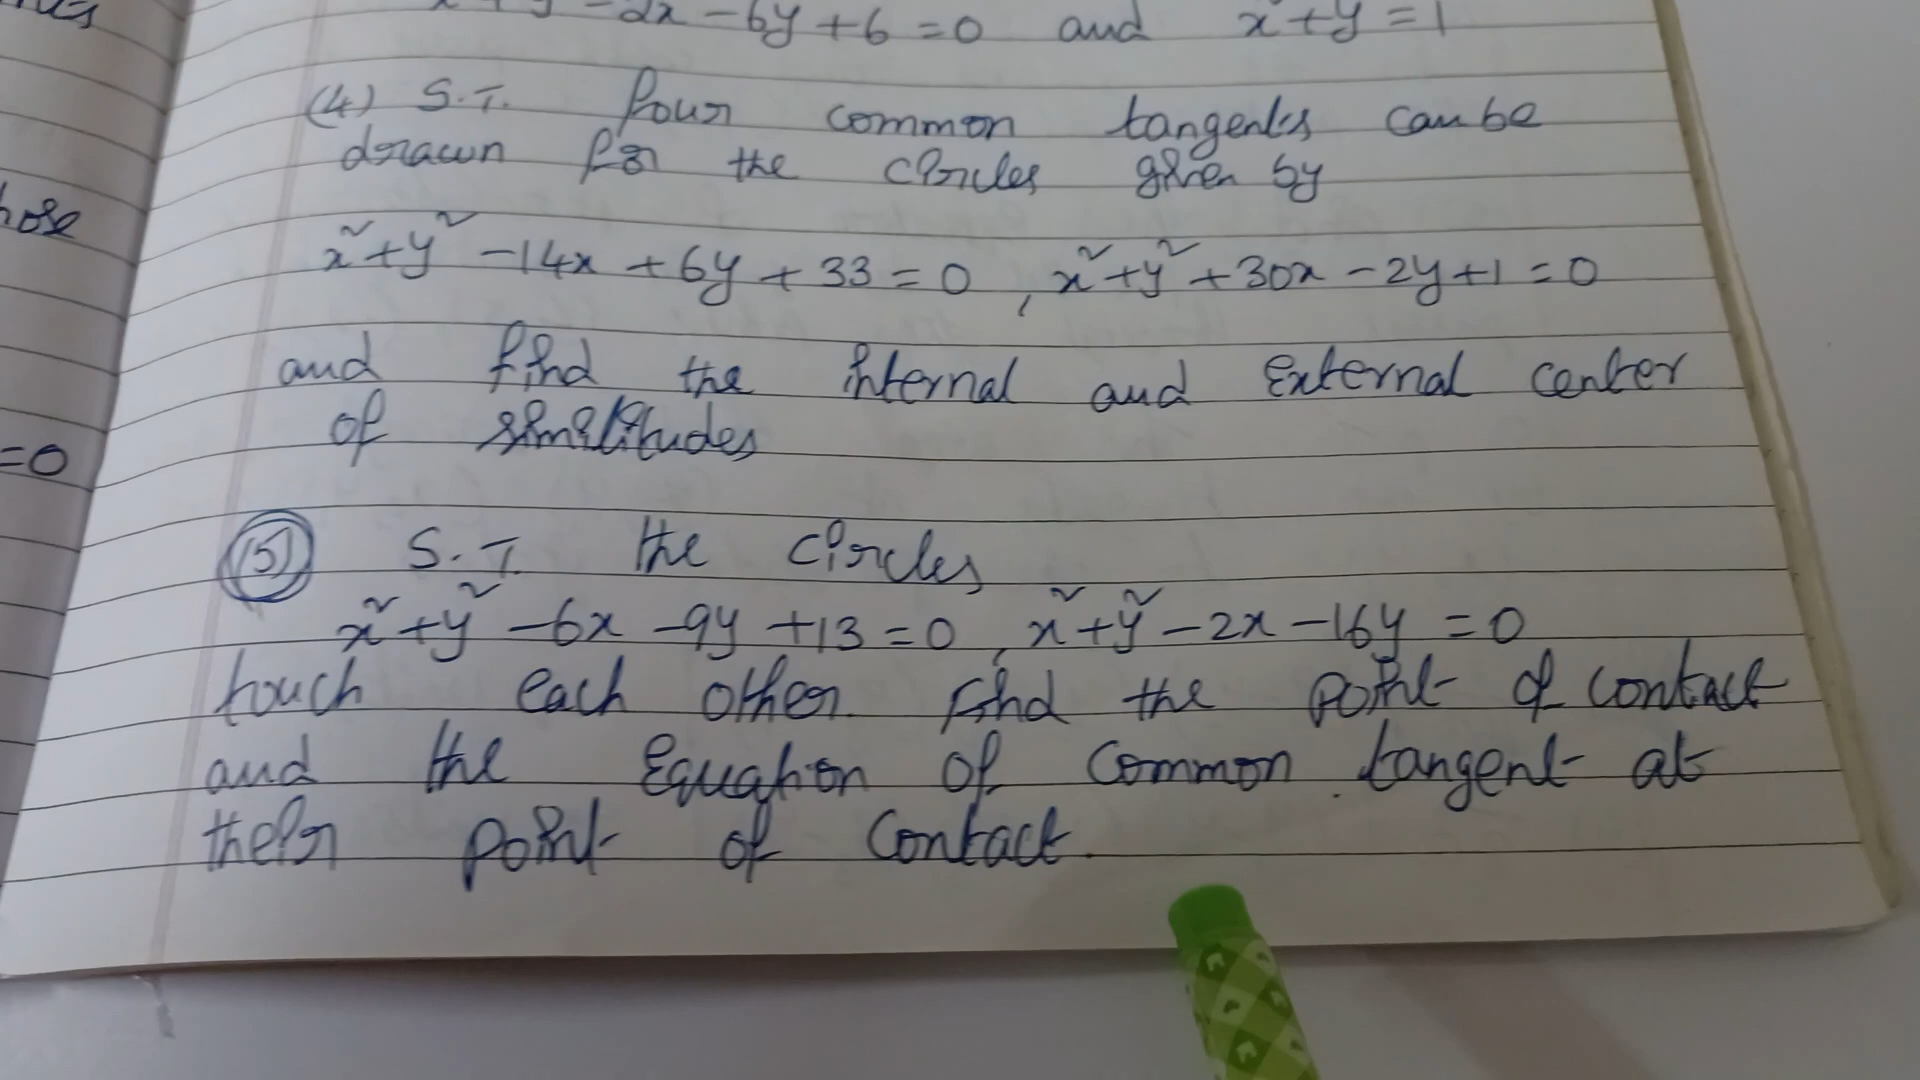 - 2x - 6y + 6 = 0 and x + y = 1
(4) S.T. four common tangents can be
drawn for the circles given by
x² + y² - 14x + 6y + 33 = 0, x² + y² + 30x - 2y + 1 = 0
and find the internal and external center
of similitudes
(5) S.T. the circles
x² + y² - 6x - 9y + 13 = 0, x² + y² - 2x - 16y = 0
touch each other. Find the point of contact
and the Equation of Common tangent at
their point of Contact.
= 0